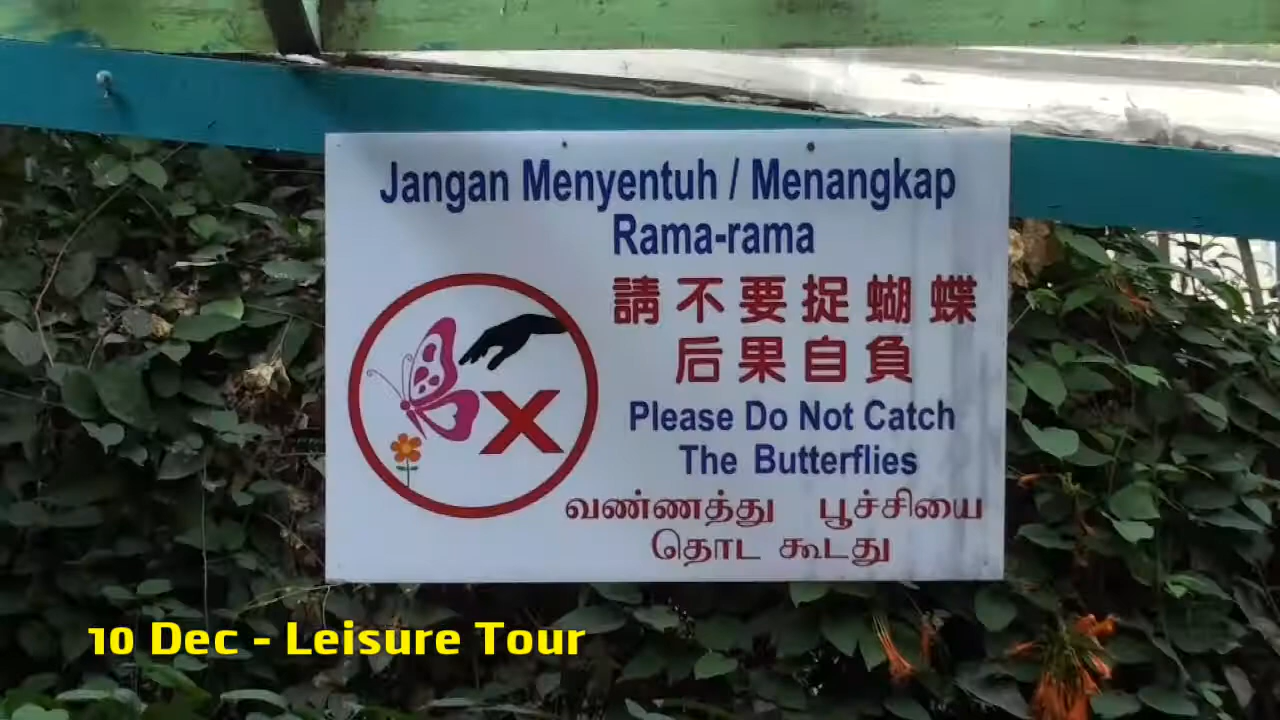 Jangan Menyentuh / Menangkap
Rama-rama
請不要捉蝴蝶
后果自負
Please Do Not Catch
The Butterflies
வண்ணத்து பூச்சியை
தொட கூடது
10 Dec - Leisure Tour